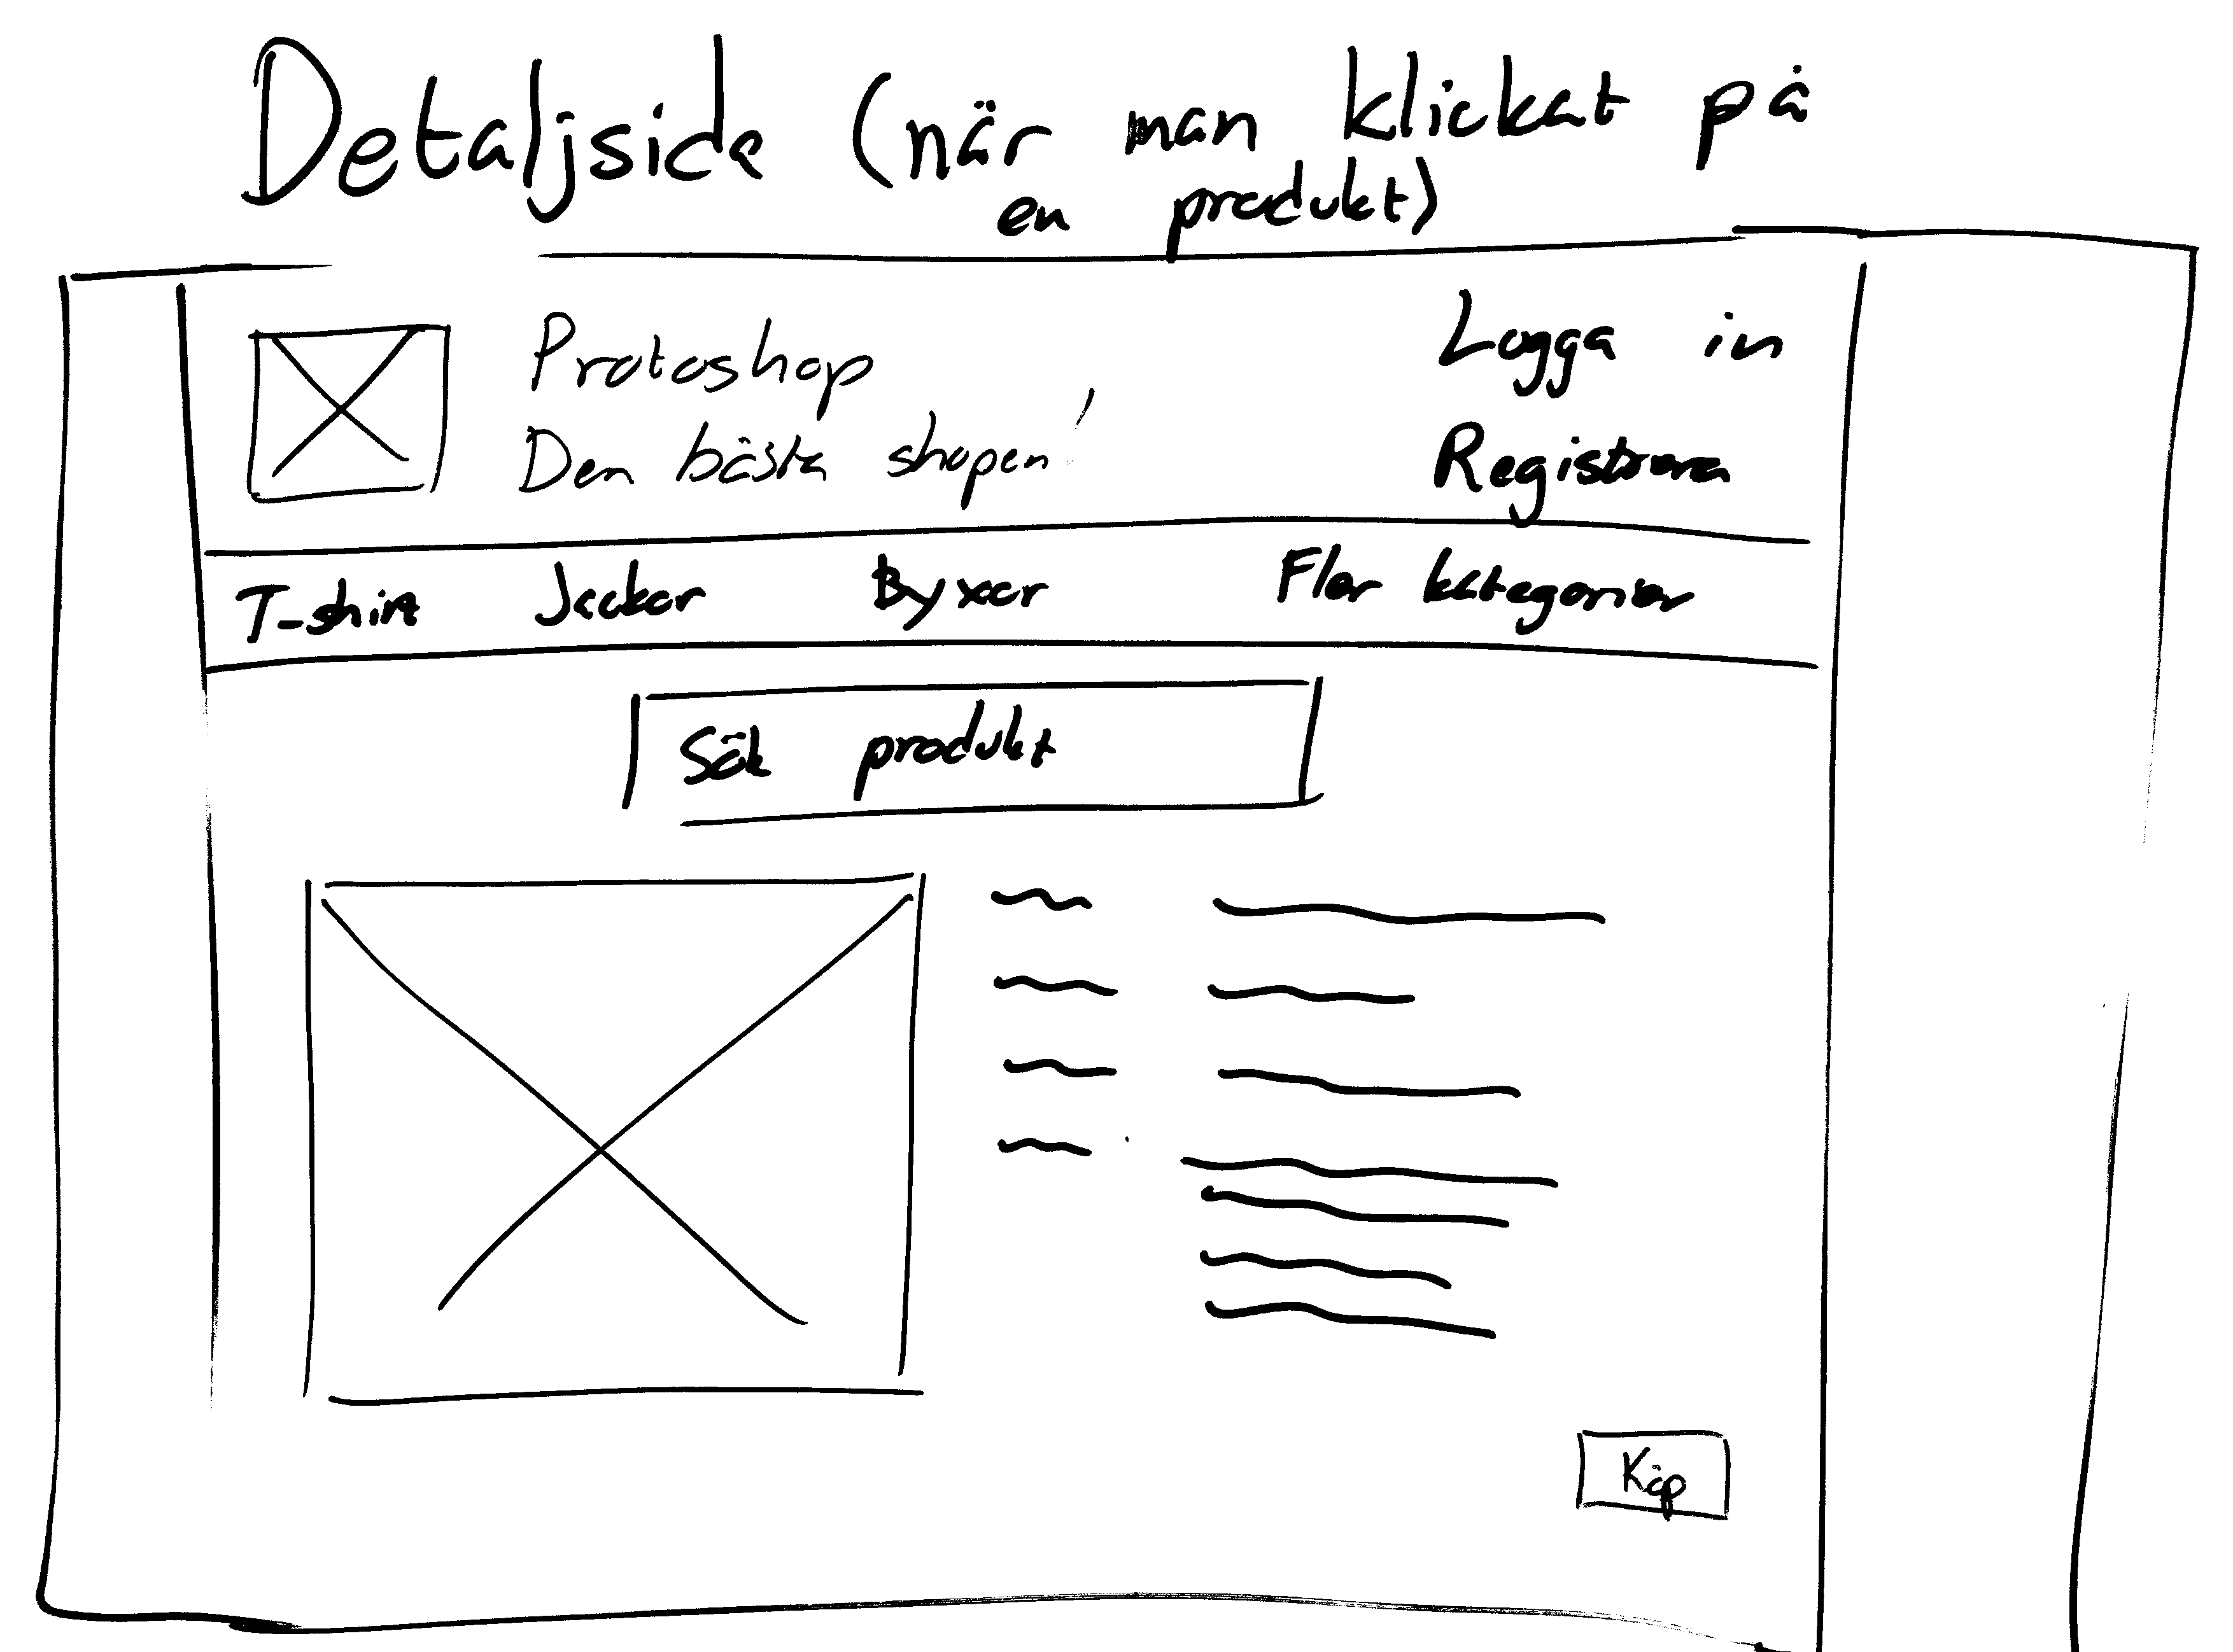 Detaljsida (när man klickat på
en produkt)
Protoshop
Den bästa shopen!
Logga in
Registrera
T-shirt Jackor Byxor Fler kategorier
Sök produkt
Köp